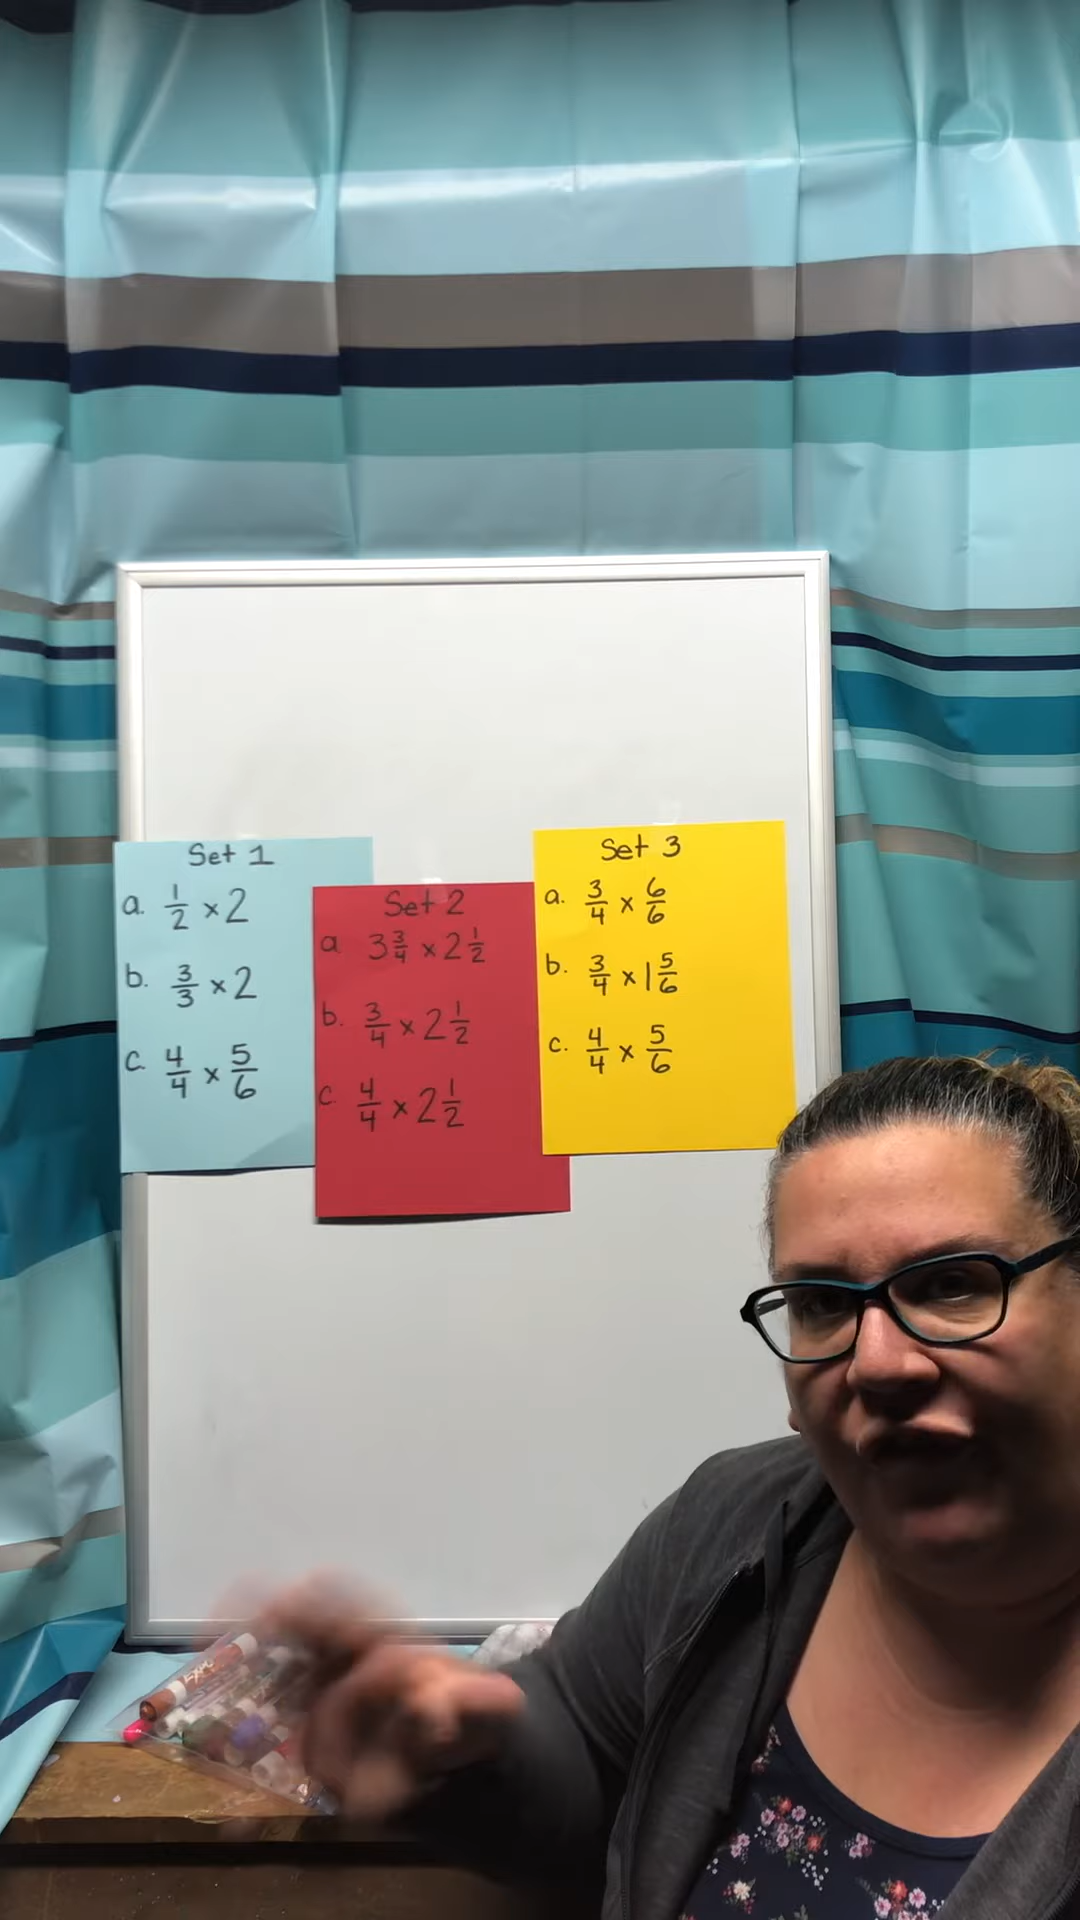 Set 1
a. 1/2 × 2
b. 3/3 × 2
c. 4/4 × 5/6
Set 2
a 3 3/4 × 2 1/2
b. 3/4 × 2 1/2
c. 4/4 × 2 1/2
Set 3
a. 3/4 × 6/6
b. 3/4 × 1 5/6
c. 4/4 × 5/6
EXPO